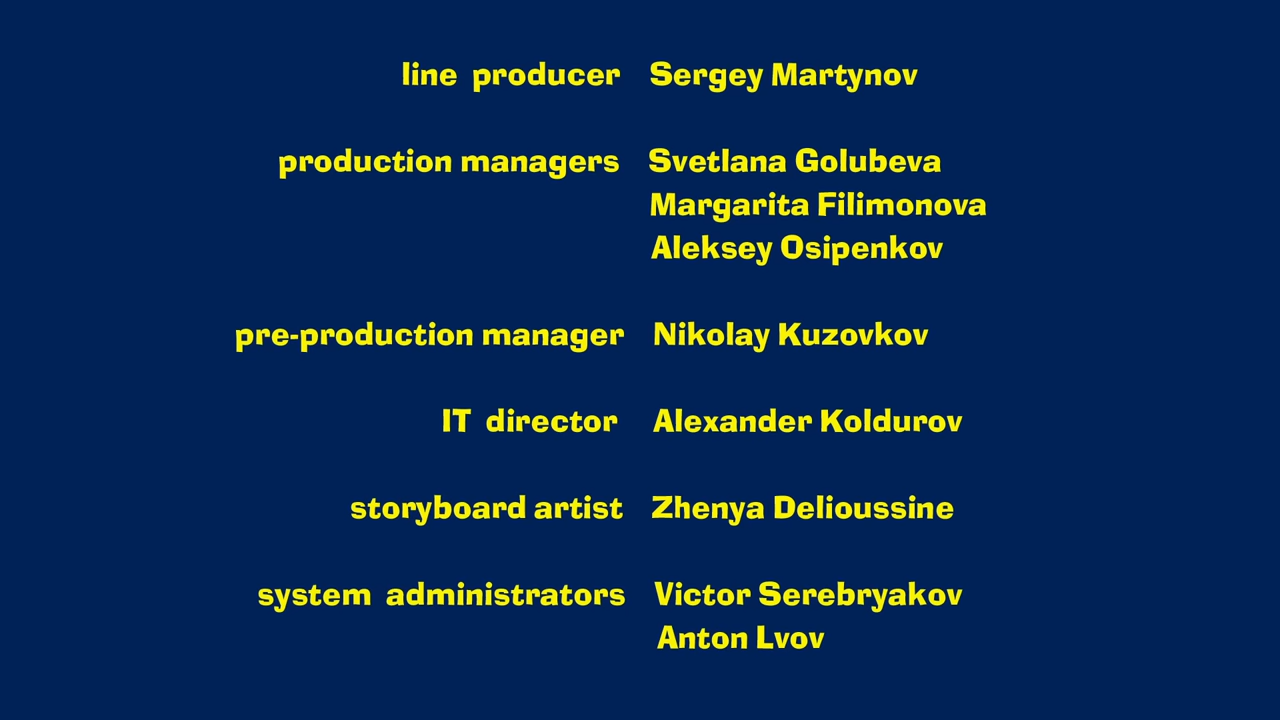 line producer Sergey Martynov
production managers Svetlana Golubeva
Margarita Filimonova
Aleksey Osipenkov
pre-production manager Nikolay Kuzovkov
IT director Alexander Koldurov
storyboard artist Zhenya Delioussine
system administrators Victor Serebryakov
Anton Lvov